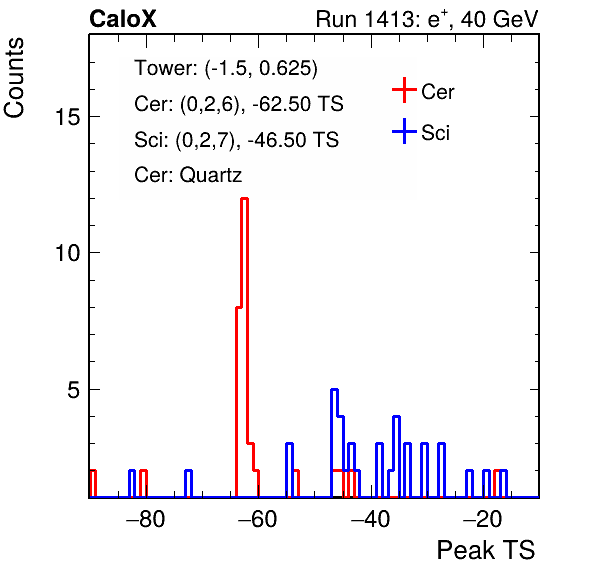 CaloX Run 1413: e⁺, 40 GeV
Counts
Tower: (-1.5, 0.625)
Cer: (0,2,6), -62.50 TS
Sci: (0,2,7), -46.50 TS
Cer: Quartz
Cer
Sci
15
10
5
−80 −60 −40 −20
Peak TS